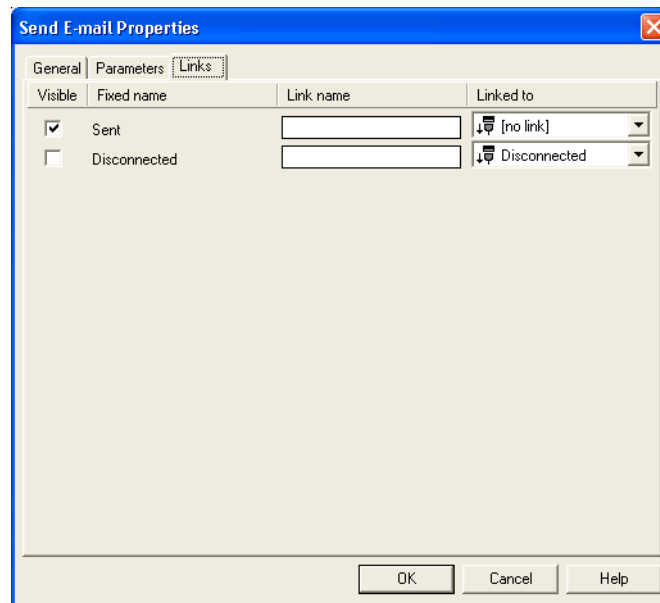 Send E-mail Properties
General Parameters Links
Visible Fixed name Link name Linked to
Sent [no link]
Disconnected Disconnected
OK Cancel Help